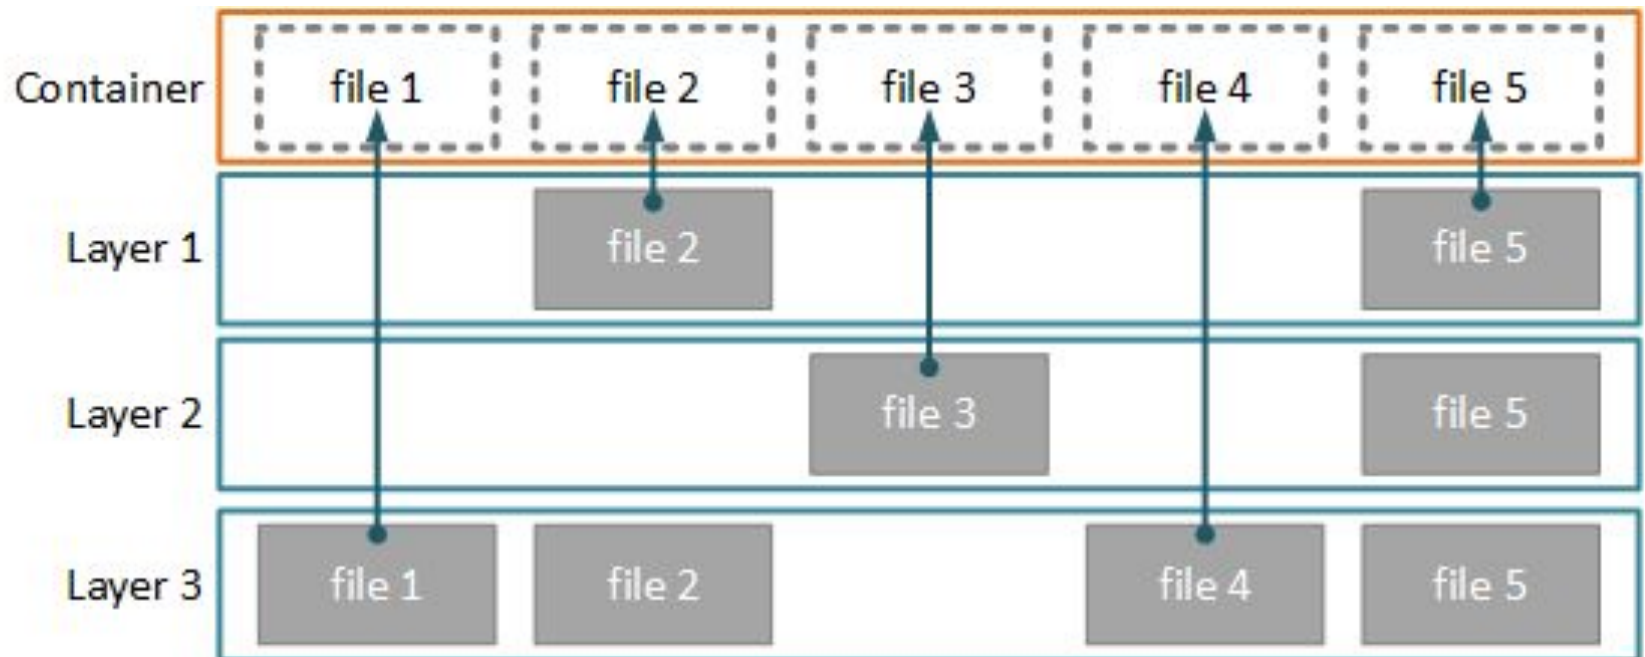 Container file 1 file 2 file 3 file 4 file 5
Layer 1 file 2 file 5
Layer 2 file 3 file 5
Layer 3 file 1 file 2 file 4 file 5